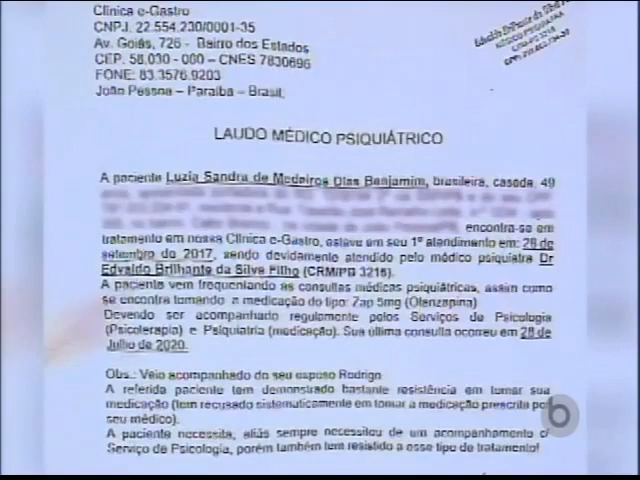 Clinica e-Gastro
CNPJ. 22.554.230/0001-35
Av. Goiás, 726 - Bairro dos Estados
CEP. 58.030 - 000 – CNES 7830696
FONE: 83.3576.9203
João Pessoa – Paraíba – Brasil,
MÉDICO PSIQUIATRA
LAUDO MÉDICO PSIQUIÁTRICO
A paciente Luzia Sandra de Medeiros Dias Benjamim, brasileira, casada, 49
encontra-se em
tratamento em nossa Clínica e-Gastro, esteve em seu 1º atendimento em: 28 de
setembro de 2017, sendo devidamente atendido pelo médico psiquiatra Dr
Edvaldo Brilhante da Silva Filho (CRM/PB 3216).
A paciente vem frequentando as consultas médicas psiquiátricas, assim como
se encontra tomando a medicação do tipo: Zap 5mg (Olanzapina)
Devendo ser acompanhado regulamente pelos Serviços de Psicologia
(Psicoterapia) e Psiquiatria (medicação). Sua última consulta ocorreu em 28 de
Julho de 2020.
Obs.: Veio acompanhado do seu esposo Rodrigo
A referida paciente tem demonstrado bastante resistência em tomar sua
medicação (tem recusado sistematicamente em tomar a medicação prescrita por
seu médico).
A paciente necessita, aliás sempre necessitou de um acompanhamento c/
Serviço de Psicologia, porém também tem resistido a esse tipo de tratamento!
b